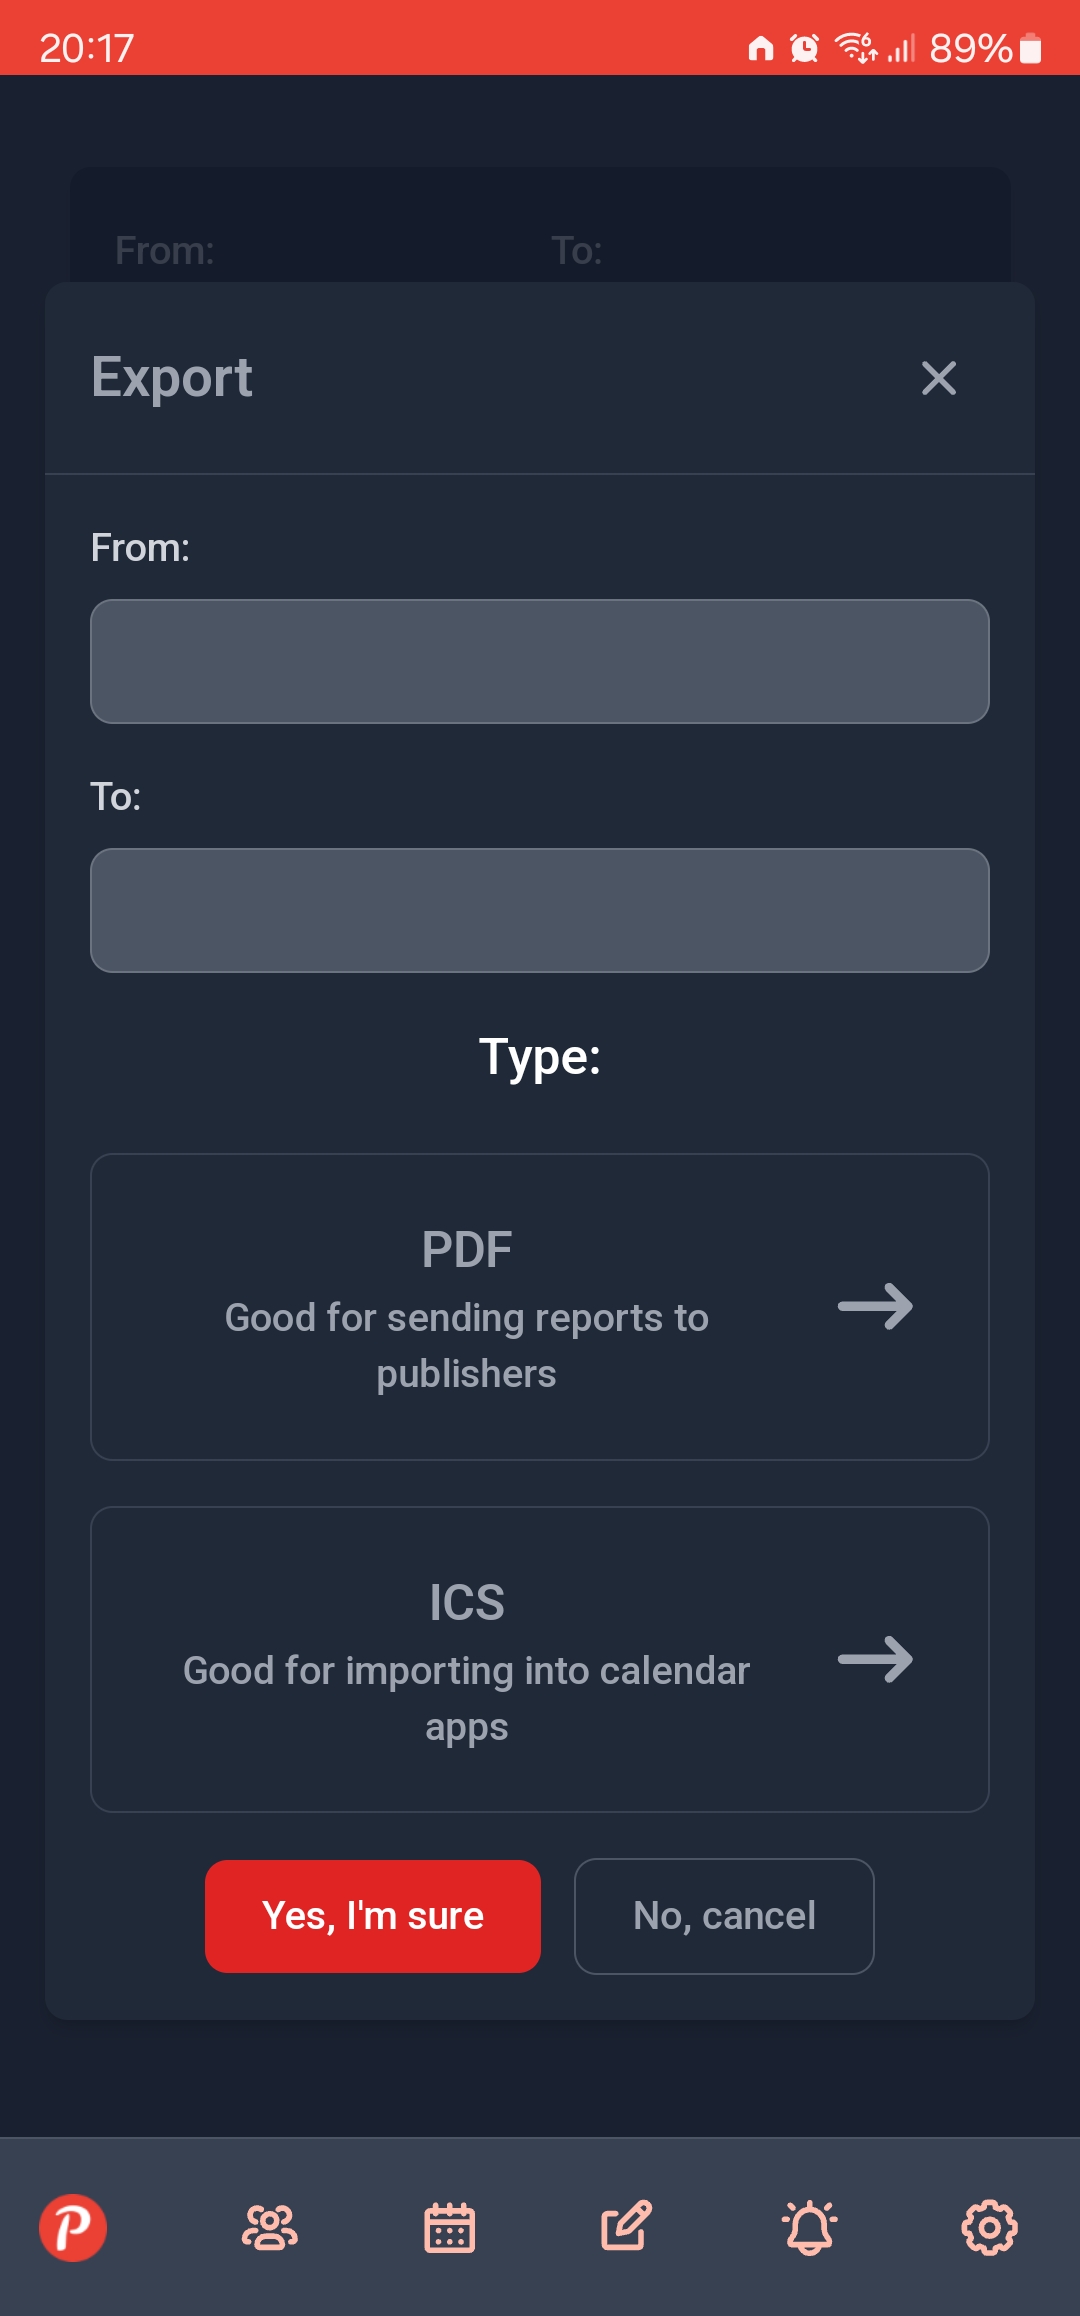 20:17
6
89%
From:
To:
Export
From:
To:
Type:
PDF
Good for sending reports to
publishers
ICS
Good for importing into calendar
apps
Yes, I'm sure
No, cancel
P